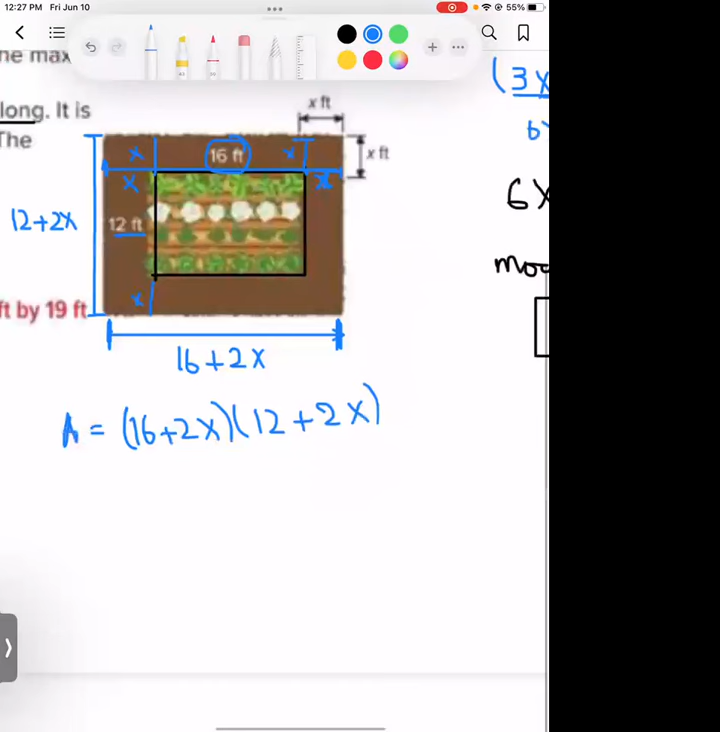 12:27 PM Fri Jun 10
55%
he max
long. It is
The
x ft
x 16 ft x
x ft
x x
12+2x
12 ft
x
ft by 19 ft
16+2x
A = (16+2x)(12+2x)
(3x
6x